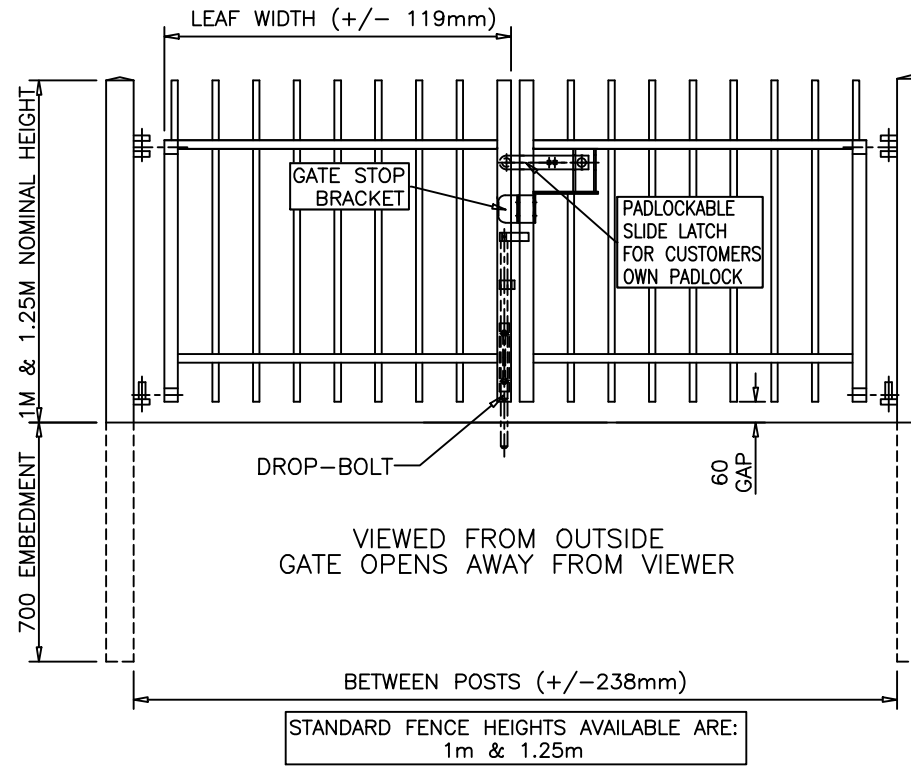 LEAF WIDTH (+/- 119mm)
1M & 1.25M NOMINAL HEIGHT
GATE STOP
BRACKET
PADLOCKABLE
SLIDE LATCH
FOR CUSTOMERS
OWN PADLOCK
DROP-BOLT
60
GAP
700 EMBEDMENT
VIEWED FROM OUTSIDE
GATE OPENS AWAY FROM VIEWER
BETWEEN POSTS (+/-238mm)
STANDARD FENCE HEIGHTS AVAILABLE ARE:
1m & 1.25m